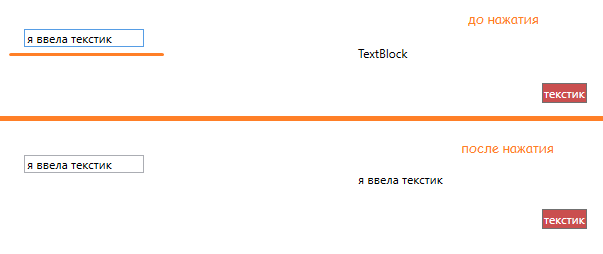 до нажатия
я ввела текстик
TextBlock
текстик
после нажатия
я ввела текстик
я ввела текстик
текстик